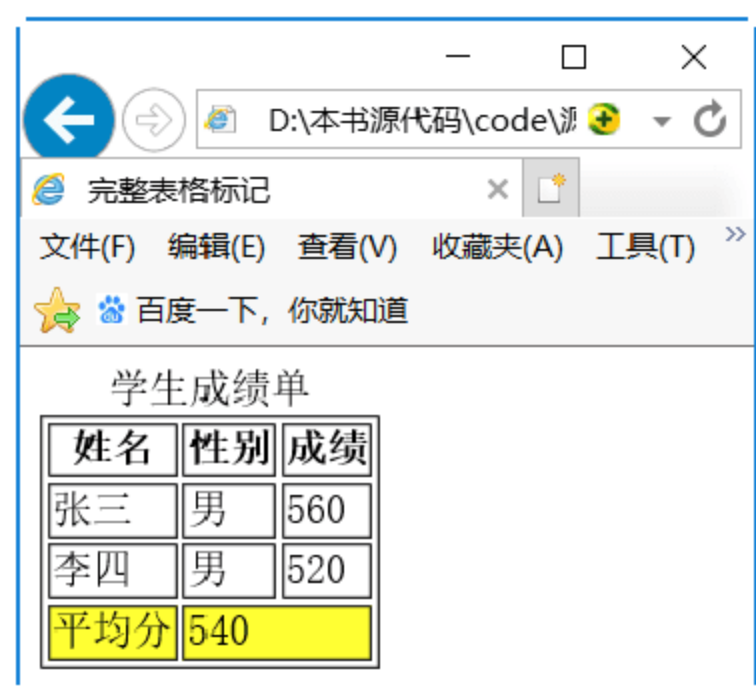 D:\本书源代码\code\源
完整表格标记
文件(F) 编辑(E) 查看(V) 收藏夹(A) 工具(T) »
百度一下，你就知道
学生成绩单
姓名 性别 成绩
张三 男 560
李四 男 520
平均分 540